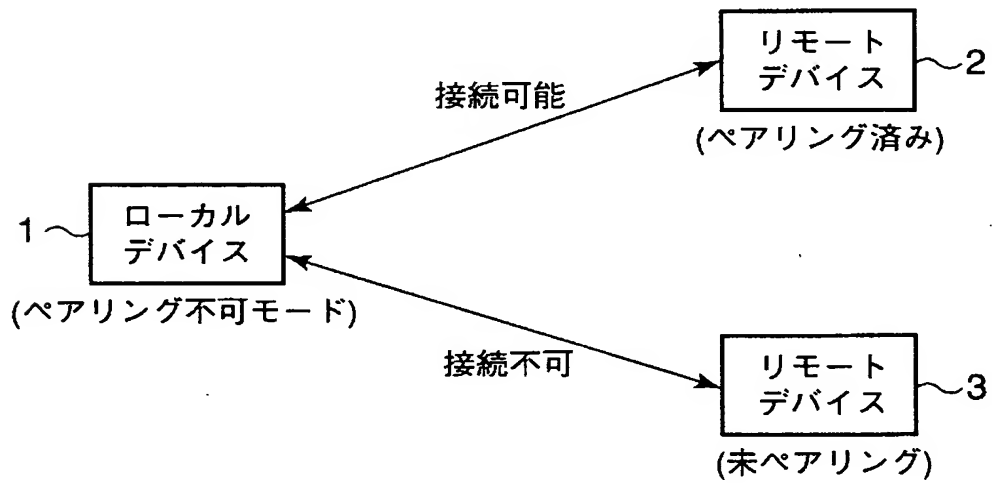 リモート
デバイス
2
(ペアリング済み)
接続可能
1
ローカル
デバイス
(ペアリング不可モード)
接続不可
リモート
デバイス
3
(未ペアリング)